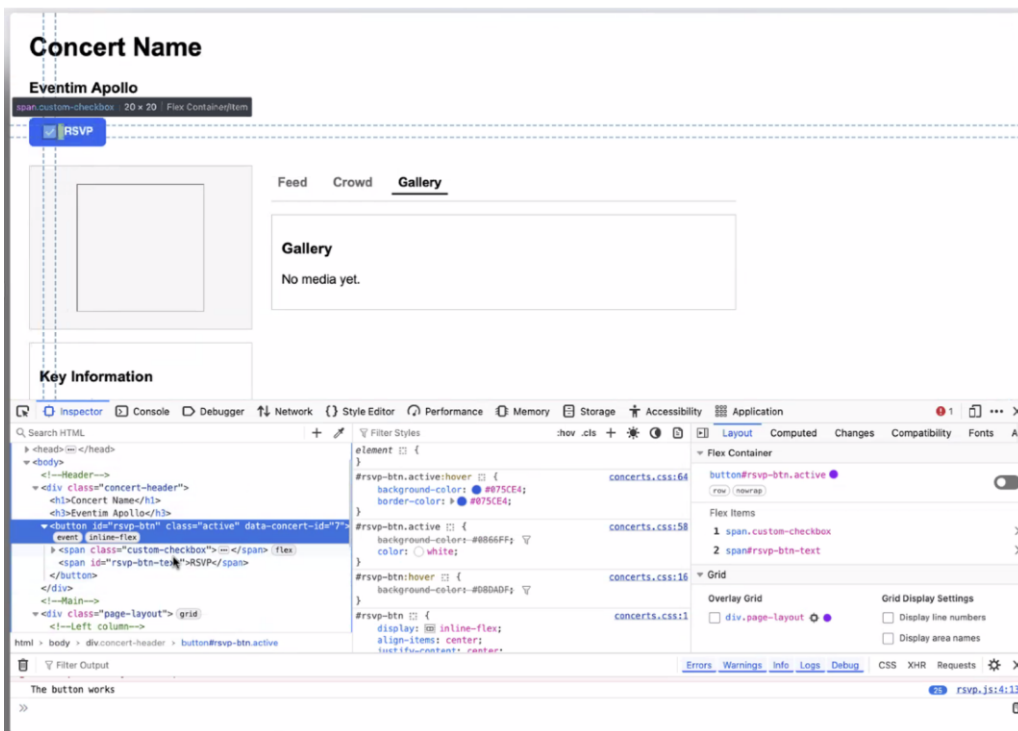 Concert Name
Eventim Apollo
span.custom-checkbox 20 × 20 Flex Container/Item
RSVP
Feed Crowd Gallery
Gallery
No media yet.
Key Information
Inspector Console Debugger Network {} Style Editor Performance Memory Storage Accessibility Application 1
Search HTML
<head> </head>
<body>
<!--Header-->
<div class="concert-header">
<h1>Concert Name</h1>
<h3>Eventim Apollo</h3>
<button id="rsvp-btn" class="active" data-concert-id="7">
event inline-flex
<span class="custom-checkbox"> </span> flex
<span id="rsvp-btn-text">RSVP</span>
</button>
</div>
<!--Main-->
<div class="page-layout"> grid
<!--Left column-->
html > body > div.concert-header > button#rsvp-btn.active
Filter Styles :hov .cls +
element {
}
#rsvp-btn.active:hover { concerts.css:64
background-color: #075CE4;
border-color: #075CE4;
}
#rsvp-btn.active { concerts.css:58
background-color: #0866FF;
color: white;
}
#rsvp-btn:hover { concerts.css:16
background-color: #D8DADF;
}
#rsvp-btn { concerts.css:1
display: inline-flex;
align-items: center;
justify-content: center;
Layout Computed Changes Compatibility Fonts A
Flex Container
button#rsvp-btn.active
row nowrap
Flex Items
1 span.custom-checkbox
2 span#rsvp-btn-text
Grid
Overlay Grid
div.page-layout
Grid Display Settings
Display line numbers
Display area names
Filter Output Errors Warnings Info Logs Debug CSS XHR Requests
The button works 25 rsvp.js:4:13